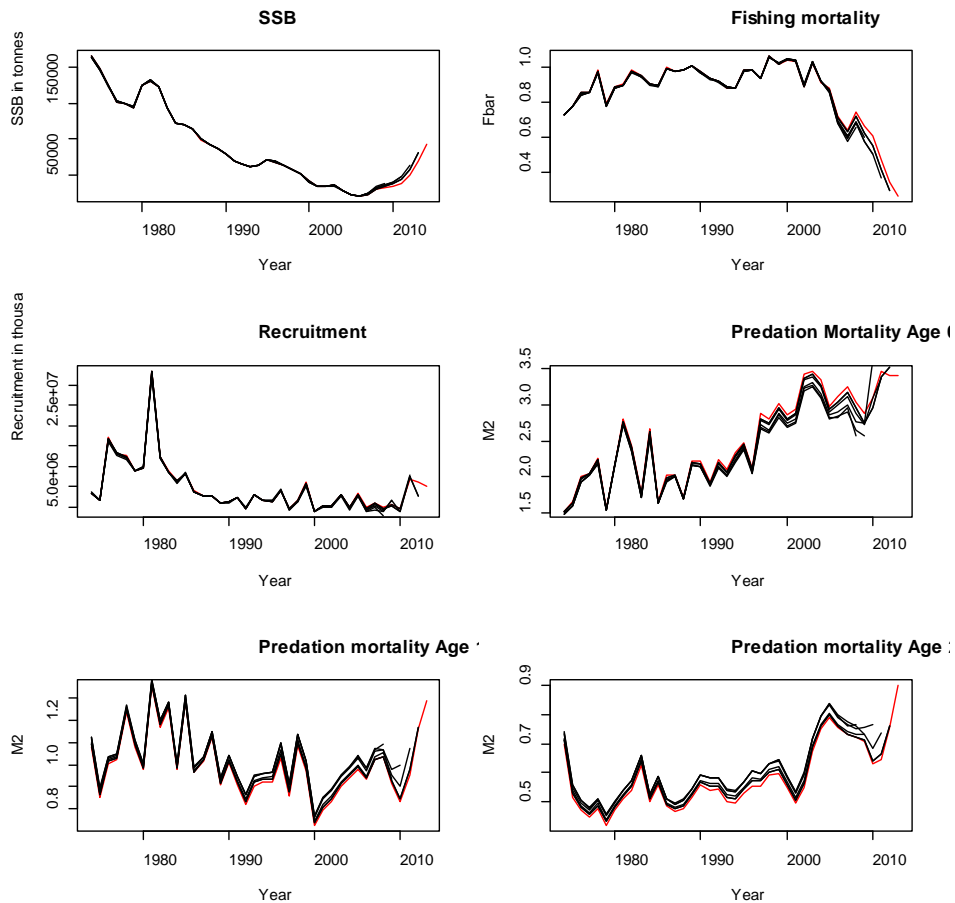 SSB
SSB in tonnes
150000
50000
1980 1990 2000 2010
Year
Fishing mortality
Fbar
1.0
0.8
0.6
0.4
1980 1990 2000 2010
Year
Recruitment
Recruitment in thousa
2.5e+07
5.0e+06
1980 1990 2000 2010
Year
Predation Mortality Age
M2
3.5
3.0
2.5
2.0
1.5
1980 1990 2000 2010
Year
Predation mortality Age
M2
1.2
1.0
0.8
1980 1990 2000 2010
Year
Predation mortality Age
M2
0.9
0.7
0.5
1980 1990 2000 2010
Year